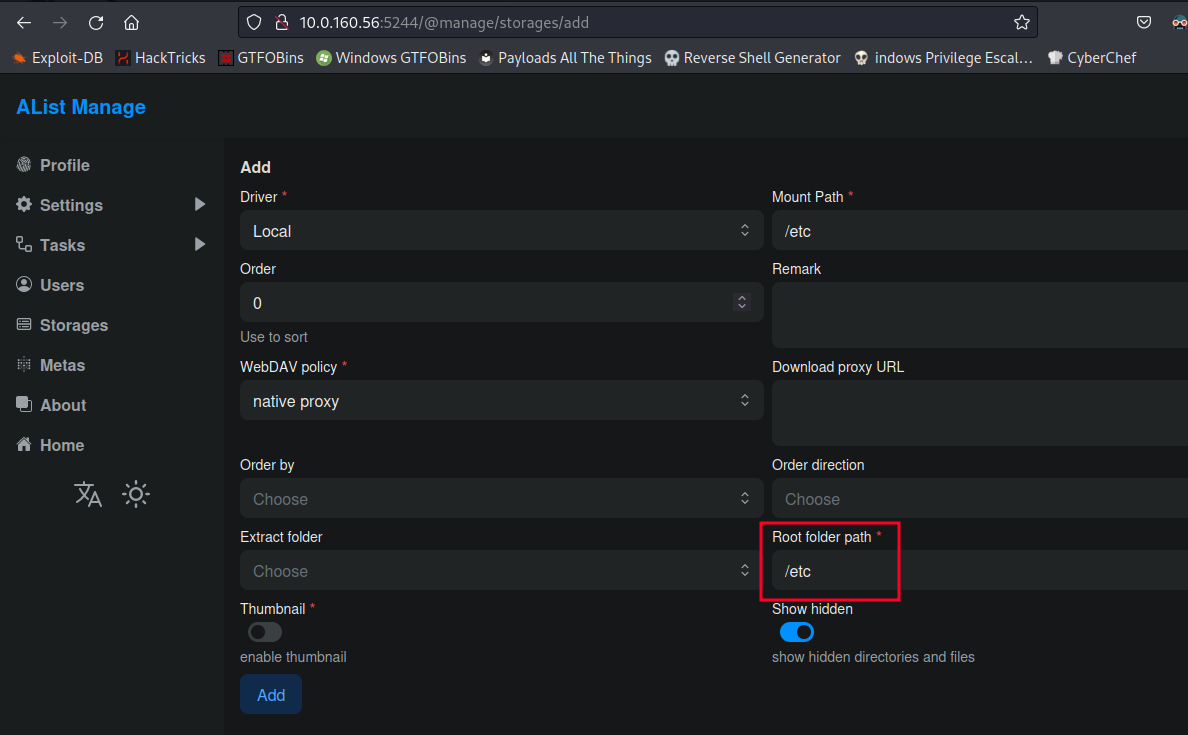 10.0.160.56:5244/@manage/storages/add
Exploit-DB HackTricks GTFOBins Windows GTFOBins Payloads All The Things Reverse Shell Generator indows Privilege Escal… CyberChef
AList Manage
Profile
Settings
Tasks
Users
Storages
Metas
About
Home
Add
Driver * Mount Path *
Local /etc
Order Remark
0
Use to sort
WebDAV policy * Download proxy URL
native proxy
Order by Order direction
Choose Choose
Extract folder Root folder path *
Choose /etc
Thumbnail * Show hidden
enable thumbnail show hidden directories and files
Add